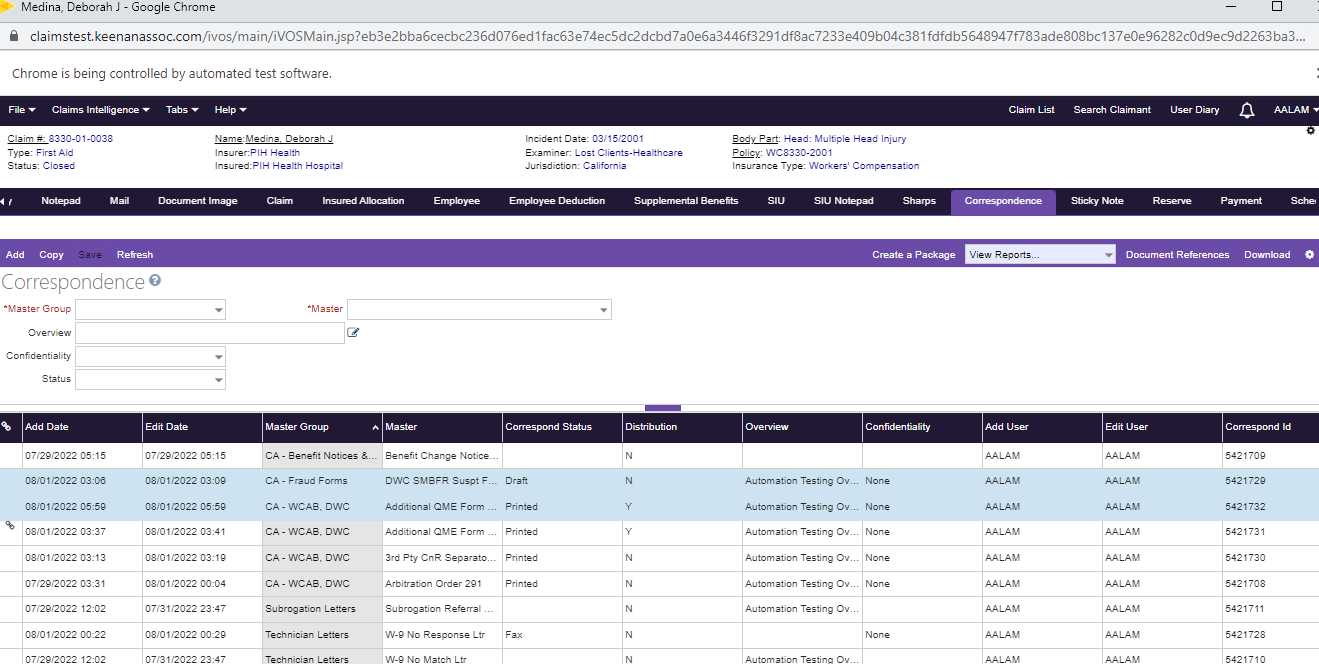 Medina, Deborah J - Google Chrome
claimstest.keenanassoc.com/ivos/main/iVOSMain.jsp?eb3e2bba6cecbc236d076ed1fac63e74ec5dc2dcbd7a0e6a3446f3291df8ac7233e409b04c381fdfdb5648947f783ade808bc137e0e96282c0d9ec9d2263ba3...
Chrome is being controlled by automated test software.
File Claims Intelligence Tabs Help Claim List Search Claimant User Diary AALAM
Claim #: 8330-01-0038 Name:Medina, Deborah J Incident Date: 03/15/2001 Body Part: Head: Multiple Head Injury
Type: First Aid Insurer:PIH Health Examiner: Lost Clients-Healthcare Policy: WC8330-2001
Status: Closed Insured:PIH Health Hospital Jurisdiction: California Insurance Type: Workers' Compensation
Notepad Mail Document Image Claim Insured Allocation Employee Employee Deduction Supplemental Benefits SIU SIU Notepad Sharps Correspondence Sticky Note Reserve Payment Sche
Add Copy Save Refresh Create a Package View Reports... Document References Download
Correspondence ?
*Master Group *Master
Overview
Confidentiality
Status
Add Date Edit Date Master Group Master Correspond Status Distribution Overview Confidentiality Add User Edit User Correspond Id
07/29/2022 05:15 07/29/2022 05:15 CA - Benefit Notices &... Benefit Change Notice... N AALAM AALAM 5421709
08/01/2022 03:06 08/01/2022 03:09 CA - Fraud Forms DWC SMBFR Suspt F... Draft N Automation Testing Ov... None AALAM AALAM 5421729
08/01/2022 05:59 08/01/2022 05:59 CA - WCAB, DWC Additional QME Form ... Printed Y Automation Testing Ov... None AALAM AALAM 5421732
08/01/2022 03:37 08/01/2022 03:41 CA - WCAB, DWC Additional QME Form ... Printed Y Automation Testing Ov... None AALAM AALAM 5421731
08/01/2022 03:13 08/01/2022 03:19 CA - WCAB, DWC 3rd Pty CnR Separato... Printed N Automation Testing Ov... None AALAM AALAM 5421730
07/29/2022 03:31 08/01/2022 00:04 CA - WCAB, DWC Arbitration Order 291 Printed N Automation Testing Ov... None AALAM AALAM 5421708
07/29/2022 12:02 07/31/2022 23:47 Subrogation Letters Subrogation Referral ... N Automation Testing Ov... AALAM AALAM 5421711
08/01/2022 00:22 08/01/2022 00:29 Technician Letters W-9 No Response Ltr Fax N None AALAM AALAM 5421728
07/29/2022 12:02 07/31/2022 23:47 Technician Letters W-9 No Match Ltr N Automation Testing Ov... AALAM AALAM 5421710